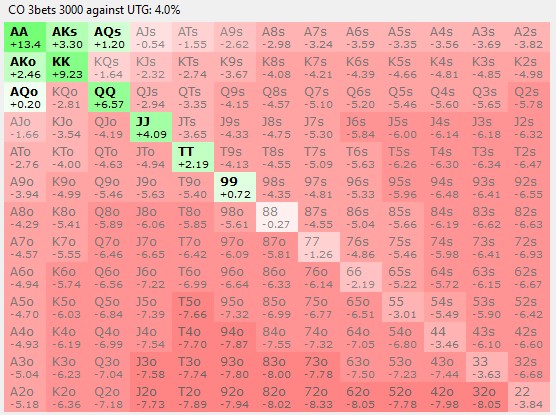 CO 3bets 3000 against UTG: 4.0%
AA AKs AQs AJs ATs A9s A8s A7s A6s A5s A4s A3s A2s
+13.4 +3.30 +1.20 -0.54 -1.55 -2.62 -2.98 -3.24 -3.59 -3.35 -3.56 -3.69 -3.82
AKo KK KQs KJs KTs K9s K8s K7s K6s K5s K4s K3s K2s
+2.46 +9.23 -1.64 -2.32 -2.74 -3.67 -4.08 -4.21 -4.39 -4.66 -4.81 -4.85 -4.98
AQo KQo QQ QJs QTs Q9s Q8s Q7s Q6s Q5s Q4s Q3s Q2s
+0.20 -2.81 +6.57 -2.94 -3.35 -4.15 -4.57 -5.10 -5.20 -5.46 -5.60 -5.65 -5.78
AJo KJo QJo JJ JTs J9s J8s J7s J6s J5s J4s J3s J2s
-1.66 -3.54 -4.19 +4.09 -3.65 -4.33 -4.75 -5.30 -5.84 -6.00 -6.14 -6.18 -6.32
ATo KTo QTo JTo TT T9s T8s T7s T6s T5s T4s T3s T2s
-2.76 -4.00 -4.63 -4.94 +2.19 -4.13 -4.55 -5.09 -5.63 -6.26 -6.30 -6.34 -6.47
A9o K9o Q9o J9o T9o 99 98s 97s 96s 95s 94s 93s 92s
-3.94 -4.99 -5.46 -5.63 -5.40 +0.72 -4.35 -4.81 -5.33 -5.96 -6.48 -6.41 -6.55
A8o K8o Q8o J8o T8o 98o 88 87s 86s 85s 84s 83s 82s
-4.29 -5.41 -5.89 -6.06 -5.85 -5.61 -0.27 -4.55 -5.04 -5.66 -6.19 -6.62 -6.63
A7o K7o Q7o J7o T7o 97o 87o 77 76s 75s 74s 73s 72s
-4.57 -5.55 -6.46 -6.65 -6.42 -6.09 -5.81 -1.26 -4.86 -5.46 -5.98 -6.41 -6.93
A6o K6o Q6o J6o T6o 96o 86o 76o 66 65s 64s 63s 62s
-4.94 -5.74 -6.56 -7.22 -6.99 -6.64 -6.33 -6.14 -2.19 -5.22 -5.72 -6.15 -6.67
A5o K5o Q5o J5o T5o 95o 85o 75o 65o 55 54s 53s 52s
-4.70 -6.03 -6.84 -7.39 -7.66 -7.32 -6.99 -6.77 -6.51 -3.01 -5.49 -5.90 -6.42
A4o K4o Q4o J4o T4o 94o 84o 74o 64o 54o 44 43s 42s
-4.93 -6.19 -6.99 -7.54 -7.70 -7.87 -7.55 -7.32 -7.05 -6.80 -3.46 -6.10 -6.60
A3o K3o Q3o J3o T3o 93o 83o 73o 63o 53o 43o 33 32s
-5.04 -6.23 -7.04 -7.58 -7.74 -7.80 -8.00 -7.78 -7.50 -7.23 -7.44 -3.63 -6.68
A2o K2o Q2o J2o T2o 92o 82o 72o 62o 52o 42o 32o 22
-5.18 -6.36 -7.18 -7.73 -7.89 -7.94 -8.02 -8.33 -8.05 -7.78 -7.98 -8.05 -3.84